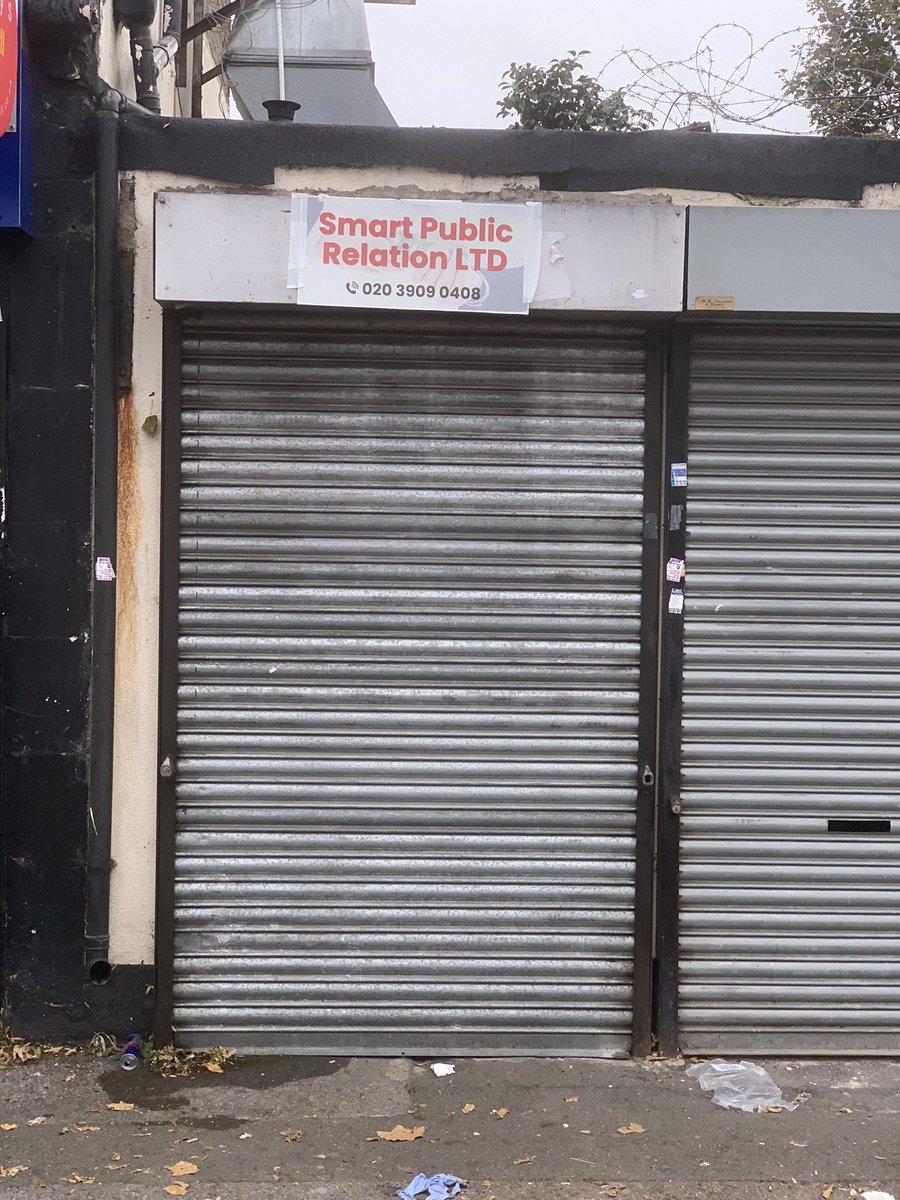 Smart Public
Relation LTD
020 3909 0408